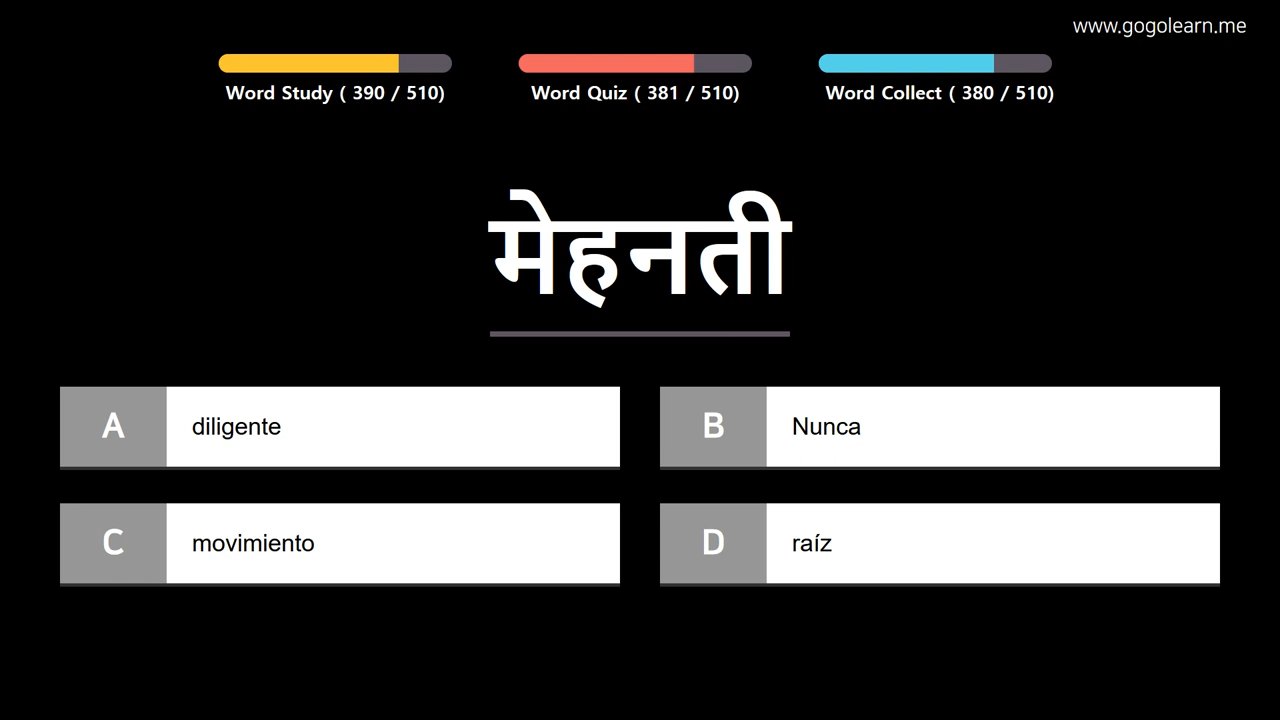 www.gogolearn.me
Word Study ( 390 / 510)
Word Quiz ( 381 / 510)
Word Collect ( 380 / 510)
मेहनती
A diligente
B Nunca
C movimiento
D raíz